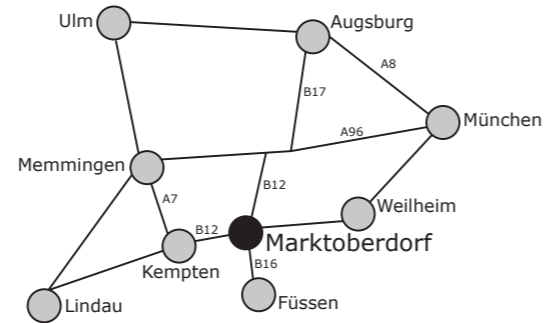 Ulm
Augsburg
A8
B17
A96
München
Memmingen
B12
A7
Weilheim
B12
Marktoberdorf
Kempten
B16
Lindau
Füssen